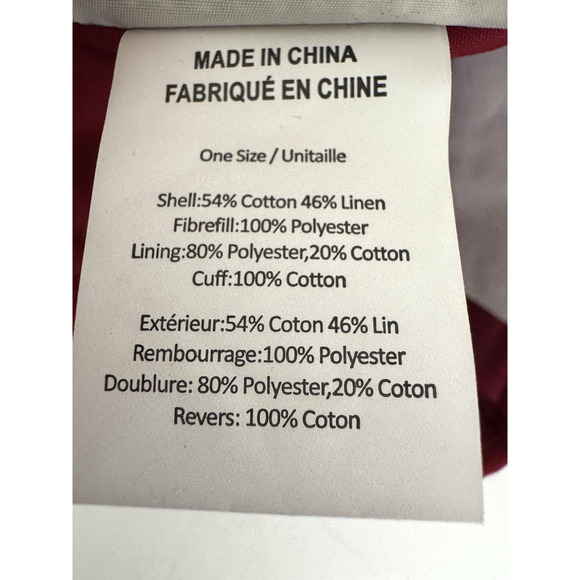 MADE IN CHINA
FABRIQUÉ EN CHINE
One Size / Unitaille
Shell:54% Cotton 46% Linen
Fibrefill:100% Polyester
Lining:80% Polyester,20% Cotton
Cuff:100% Cotton
Extérieur:54% Coton 46% Lin
Rembourrage:100% Polyester
Doublure: 80% Polyester,20% Coton
Revers: 100% Coton